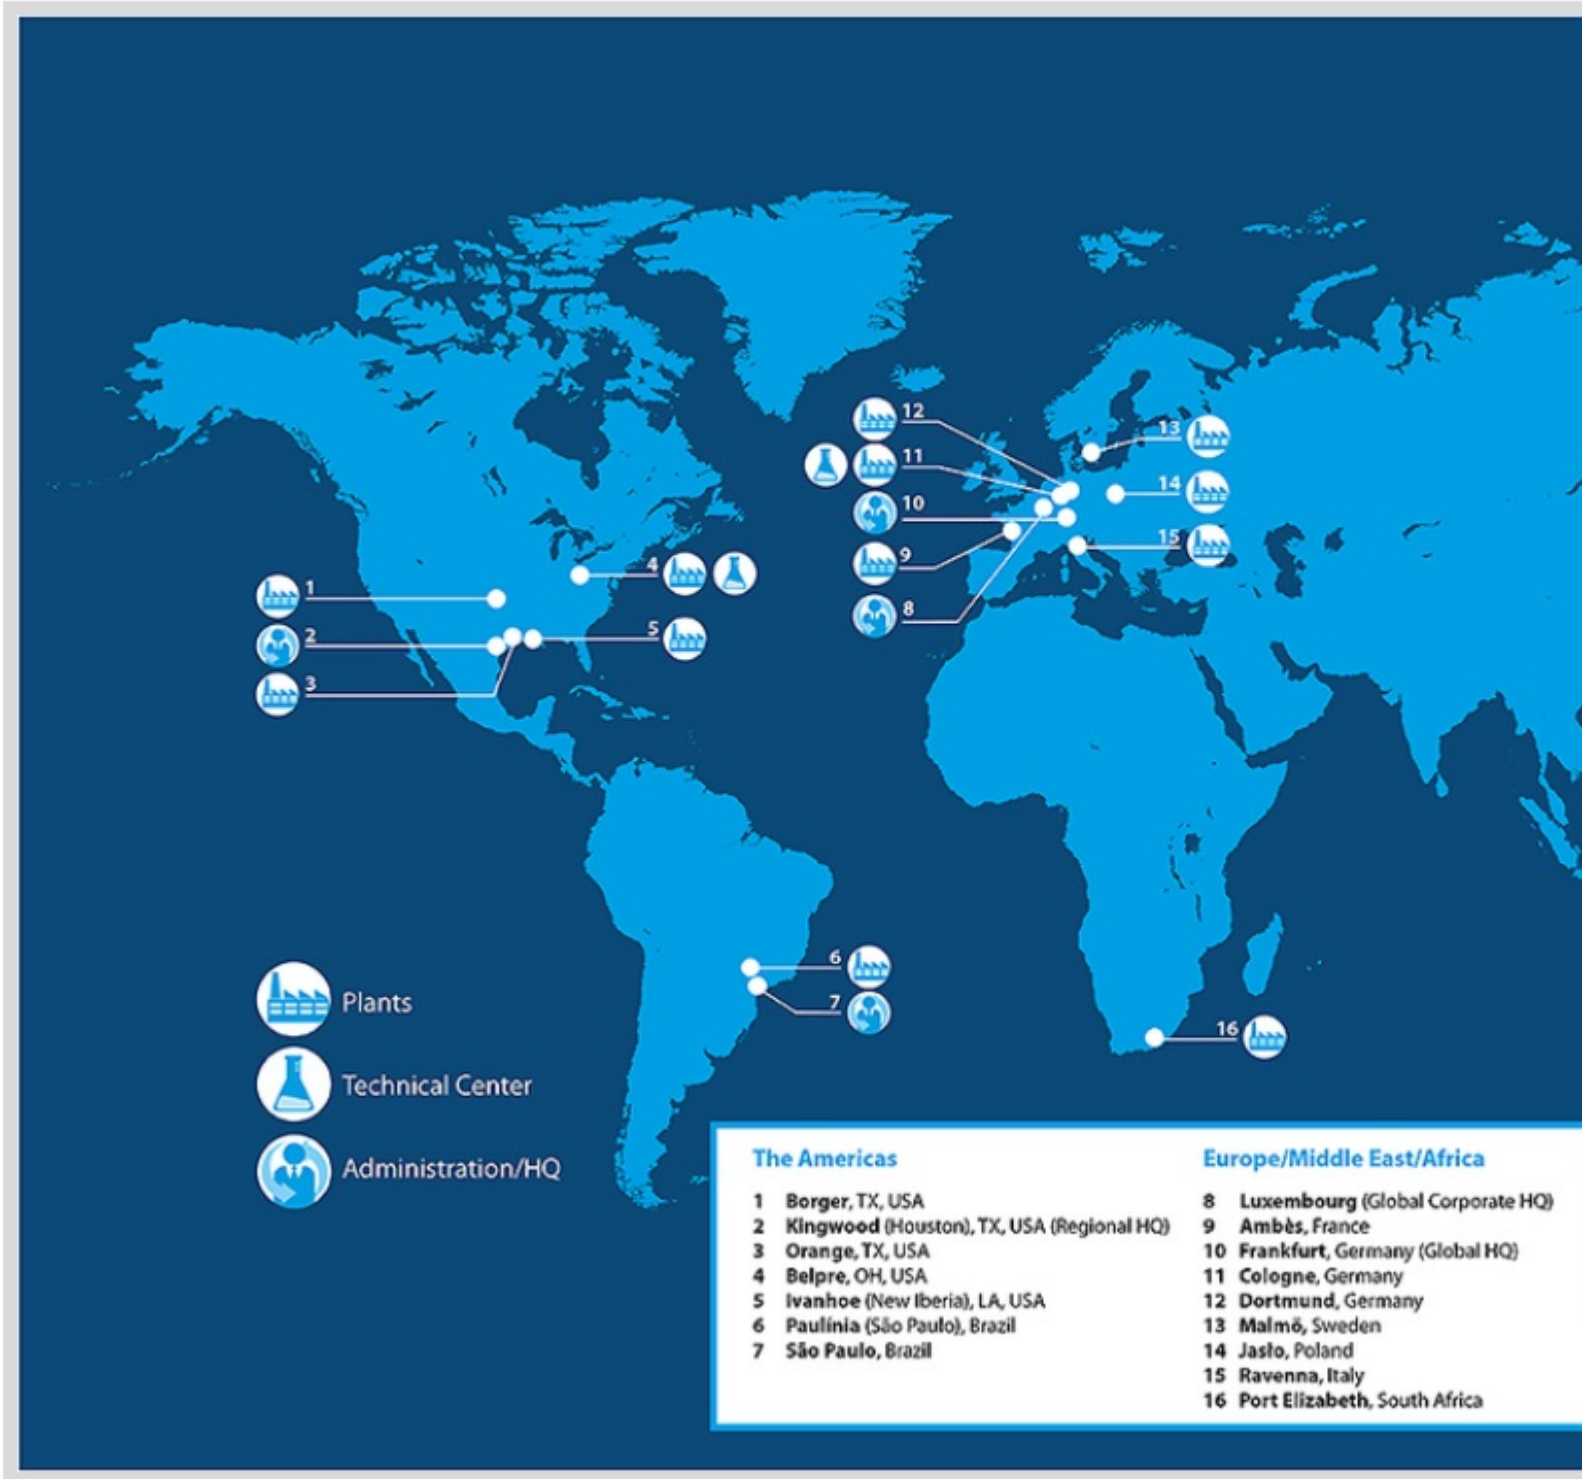 12
13
11
14
10
15
9
4
1
8
2
5
3
6
7
16
Plants
Technical Center
Administration/HQ
The Americas
1 Borger, TX, USA
2 Kingwood (Houston), TX, USA (Regional HQ)
3 Orange, TX, USA
4 Belpre, OH, USA
5 Ivanhoe (New Iberia), LA, USA
6 Paulínia (São Paulo), Brazil
7 São Paulo, Brazil
Europe/Middle East/Africa
8 Luxembourg (Global Corporate HQ)
9 Ambès, France
10 Frankfurt, Germany (Global HQ)
11 Cologne, Germany
12 Dortmund, Germany
13 Malmö, Sweden
14 Jasło, Poland
15 Ravenna, Italy
16 Port Elizabeth, South Africa